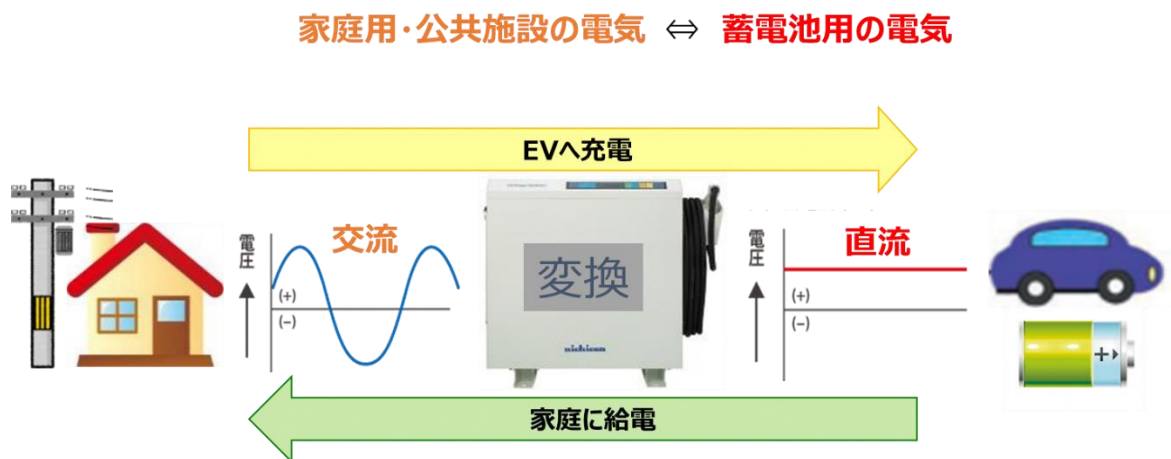 家庭用・公共施設の電気 ⇔ 蓄電池用の電気
EVへ充電
電圧
交流
(+)
(−)
変換
nichicon
電圧
直流
(+)
(−)
+
家庭に給電